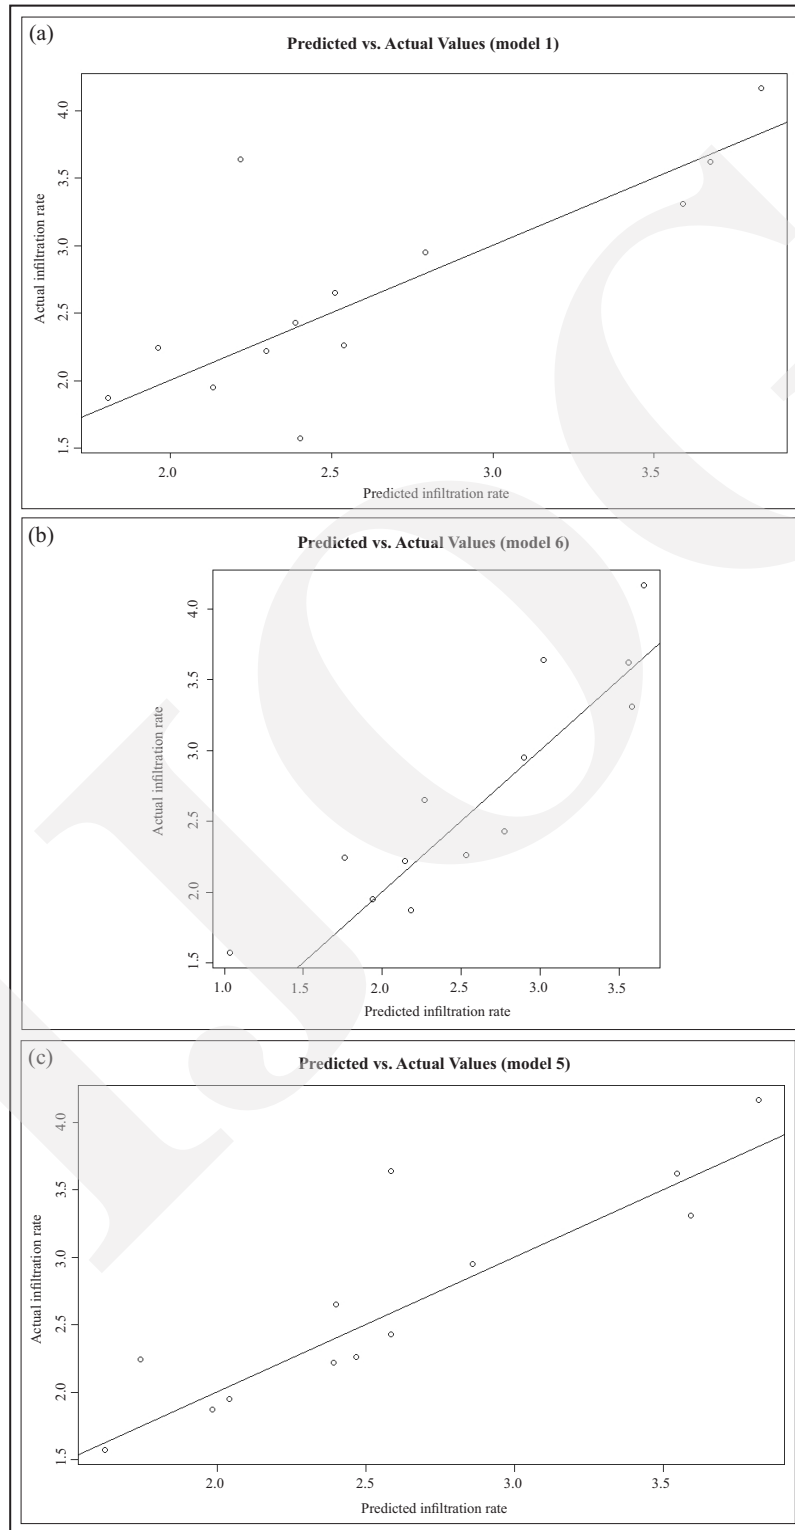 (a)
Predicted vs. Actual Values (model 1)
Actual infiltration rate
4.0
3.5
3.0
2.5
2.0
1.5
2.0 2.5 3.0 3.5
Predicted infiltration rate
(b)
Predicted vs. Actual Values (model 6)
Actual infiltration rate
4.0
3.5
3.0
2.5
2.0
1.5
1.0 1.5 2.0 2.5 3.0 3.5
Predicted infiltration rate
(c)
Predicted vs. Actual Values (model 5)
Actual infiltration rate
4.0
3.5
3.0
2.5
2.0
1.5
2.0 2.5 3.0 3.5
Predicted infiltration rate
IJOG